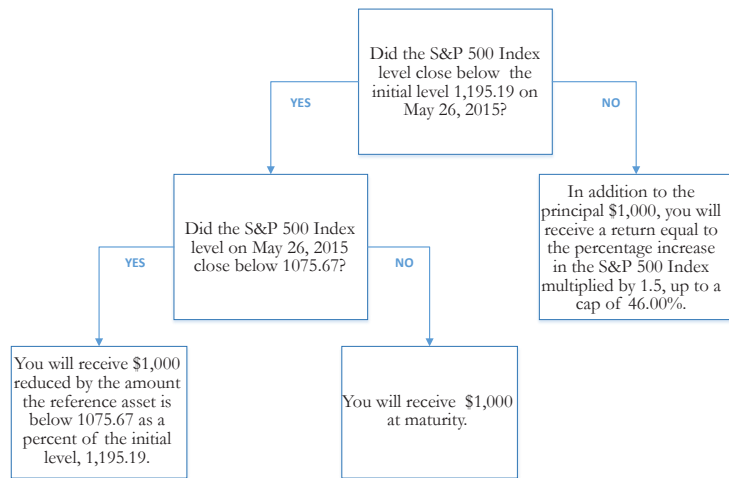 Did the S&P 500 Index
level close below the
initial level 1,195.19 on
May 26, 2015?
YES
NO
Did the S&P 500 Index
level on May 26, 2015
close below 1075.67?
In addition to the
principal $1,000, you will
receive a return equal to
the percentage increase
in the S&P 500 Index
multiplied by 1.5, up to a
cap of 46.00%.
YES
NO
You will receive $1,000
reduced by the amount
the reference asset is
below 1075.67 as a
percent of the initial
level, 1,195.19.
You will receive $1,000
at maturity.